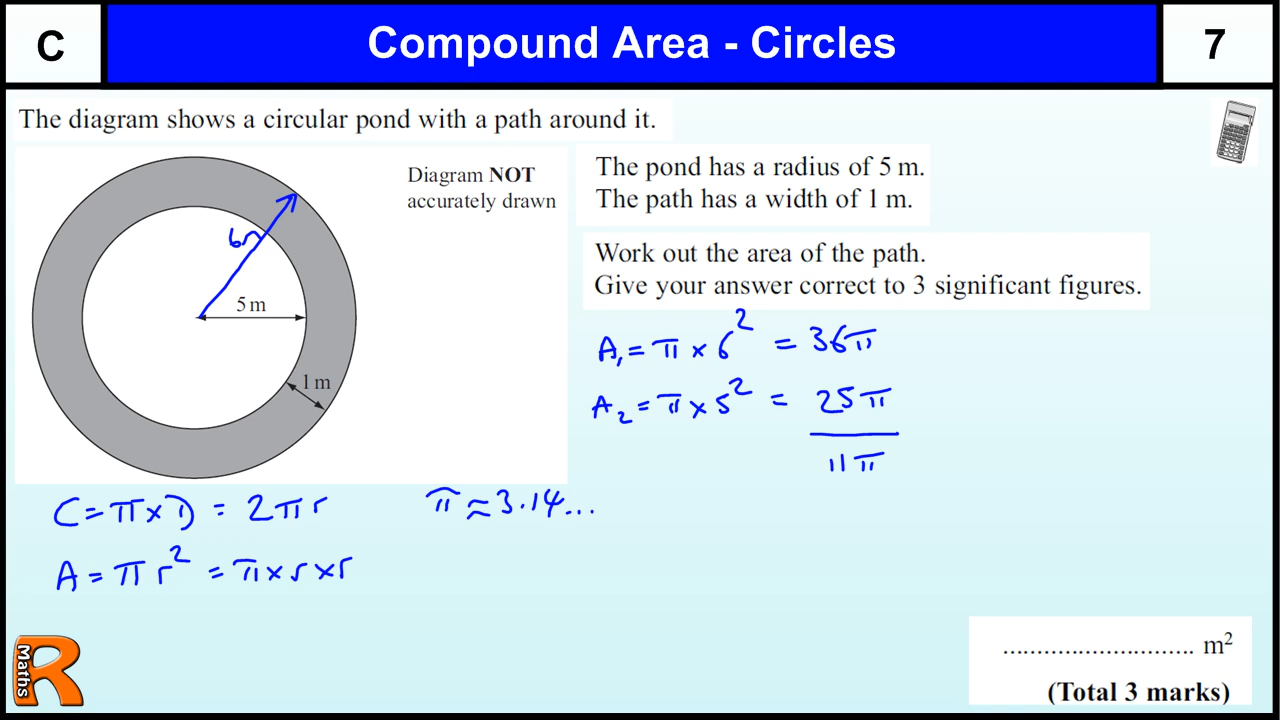 C
Compound Area - Circles
7
The diagram shows a circular pond with a path around it.
Diagram NOT
accurately drawn
6m
5 m
1 m
The pond has a radius of 5 m.
The path has a width of 1 m.
Work out the area of the path.
Give your answer correct to 3 significant figures.
A₁ = π × 6² = 36π
A₂ = π × 5² = 25π
11π
C = π × D = 2πr
π ≈ 3.14...
A = πr² = π × r × r
............................ m²
(Total 3 marks)
R
Maths